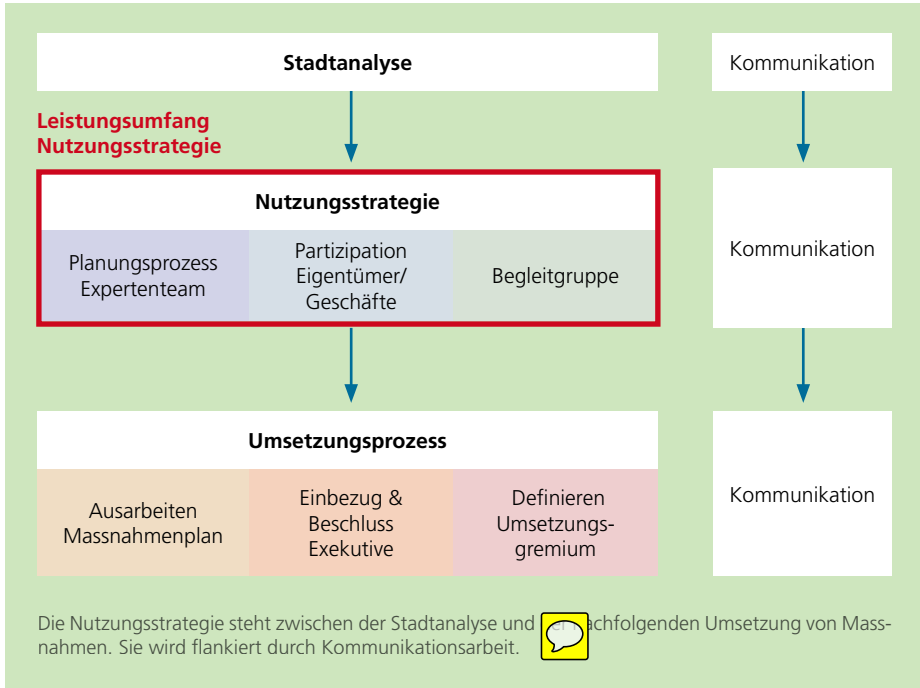 Stadtanalyse
Kommunikation
Leistungsumfang
Nutzungsstrategie
Nutzungsstrategie
Planungsprozess
Expertenteam
Partizipation
Eigentümer/
Geschäfte
Begleitgruppe
Kommunikation
Umsetzungsprozess
Ausarbeiten
Massnahmenplan
Einbezug &
Beschluss
Exekutive
Definieren
Umsetzungs-
gremium
Kommunikation
Die Nutzungsstrategie steht zwischen der Stadtanalyse und achfolgenden Umsetzung von Mass-
nahmen. Sie wird flankiert durch Kommunikationsarbeit.